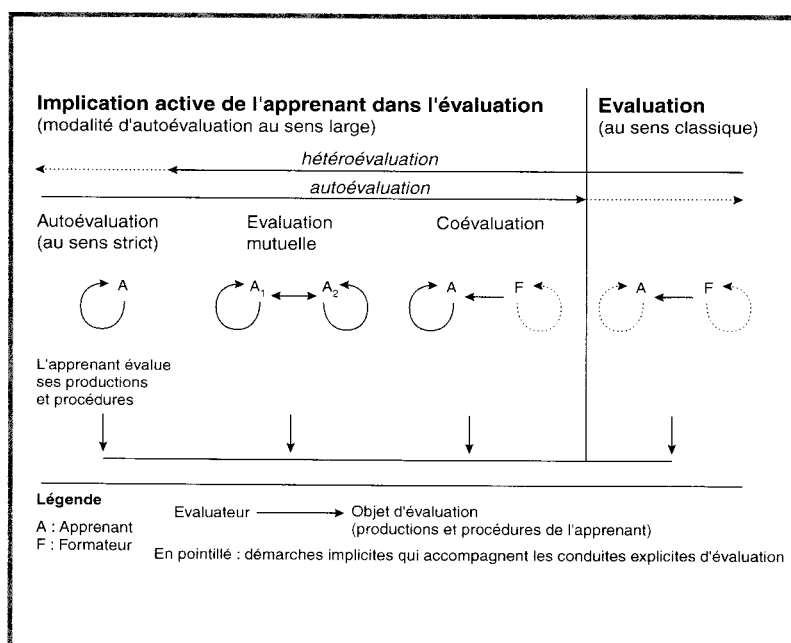 Implication active de l'apprenant dans l'évaluation
(modalité d'autoévaluation au sens large)
Evaluation
(au sens classique)
hétéroévaluation
autoévaluation
Autoévaluation
(au sens strict)
Evaluation
mutuelle
Coévaluation
A
A₁
A₂
A
F
A
F
L'apprenant évalue
ses productions
et procédures
Légende
A : Apprenant
F : Formateur
Evaluateur
Objet d'évaluation
(productions et procédures de l'apprenant)
En pointillé : démarches implicites qui accompagnent les conduites explicites d'évaluation